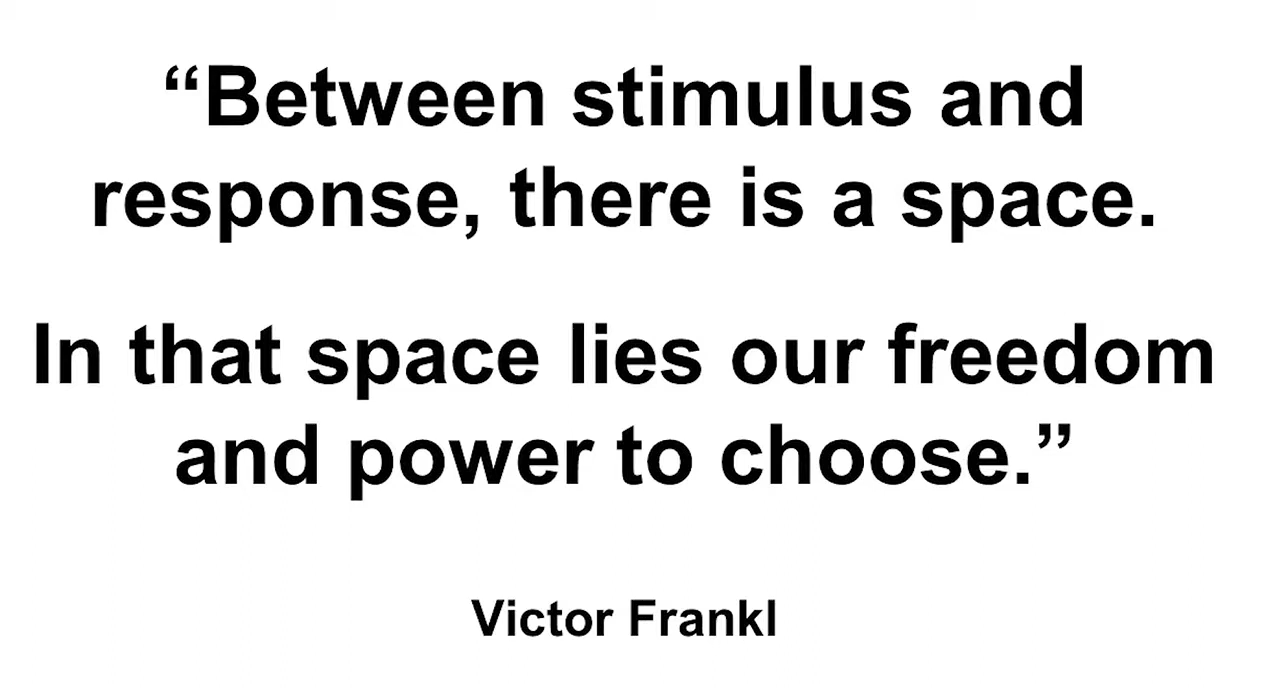 “Between stimulus and
response, there is a space.
In that space lies our freedom
and power to choose.”
Victor Frankl